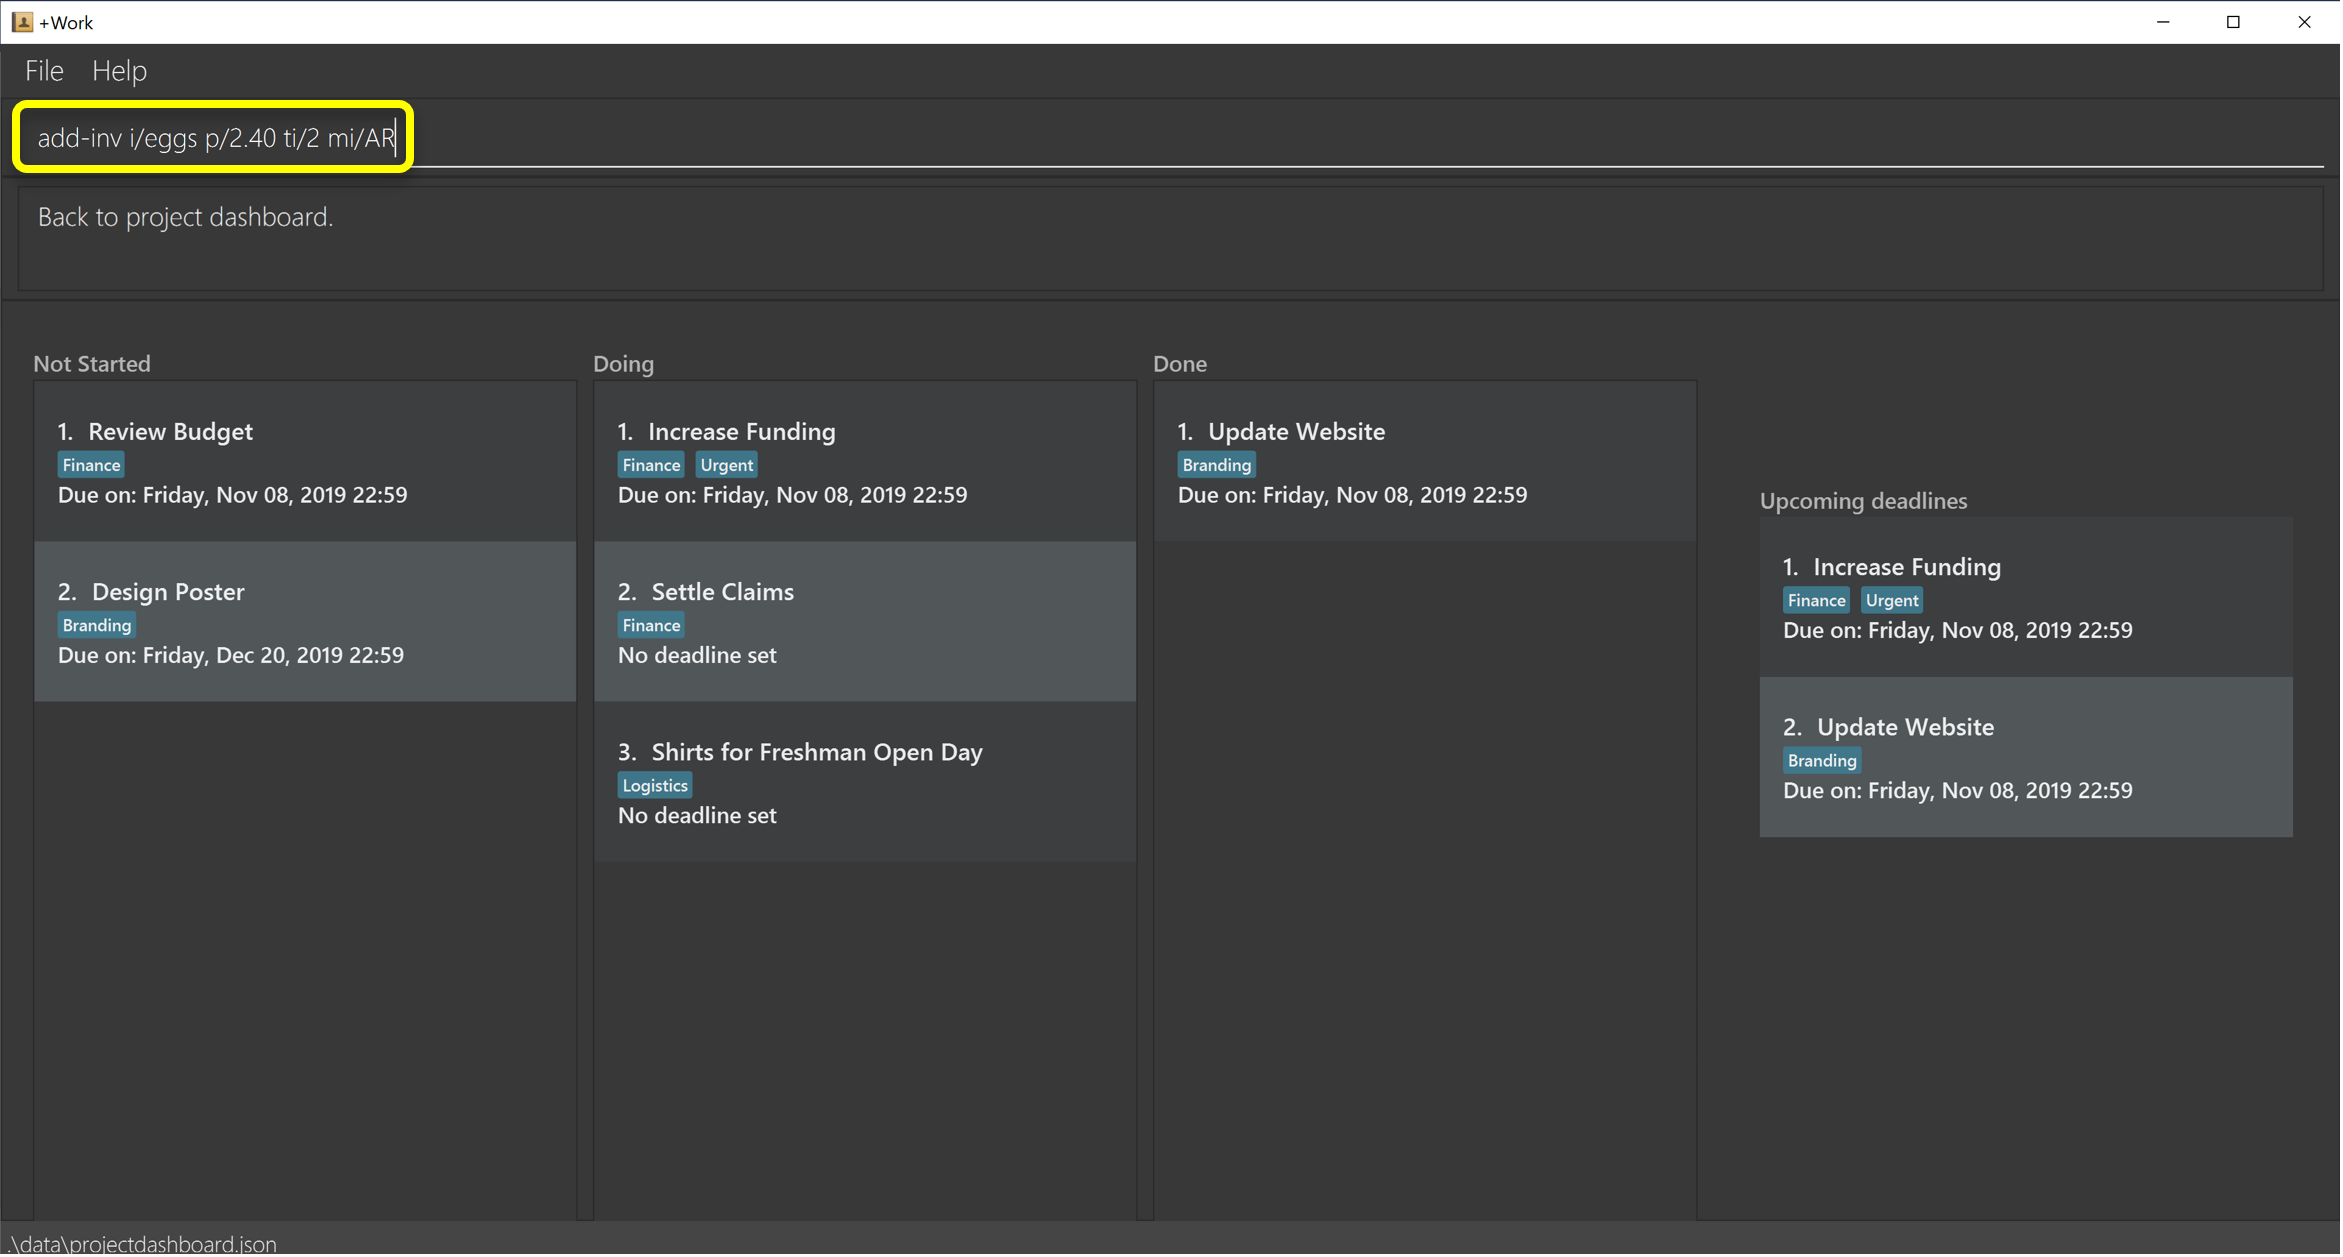 +Work
File Help
add-inv i/eggs p/2.40 ti/2 mi/AR
Back to project dashboard.
Not Started
1. Review Budget
Finance
Due on: Friday, Nov 08, 2019 22:59
2. Design Poster
Branding
Due on: Friday, Dec 20, 2019 22:59
Doing
1. Increase Funding
Finance Urgent
Due on: Friday, Nov 08, 2019 22:59
2. Settle Claims
Finance
No deadline set
3. Shirts for Freshman Open Day
Logistics
No deadline set
Done
1. Update Website
Branding
Due on: Friday, Nov 08, 2019 22:59
Upcoming deadlines
1. Increase Funding
Finance Urgent
Due on: Friday, Nov 08, 2019 22:59
2. Update Website
Branding
Due on: Friday, Nov 08, 2019 22:59
.\data\projectdashboard.json